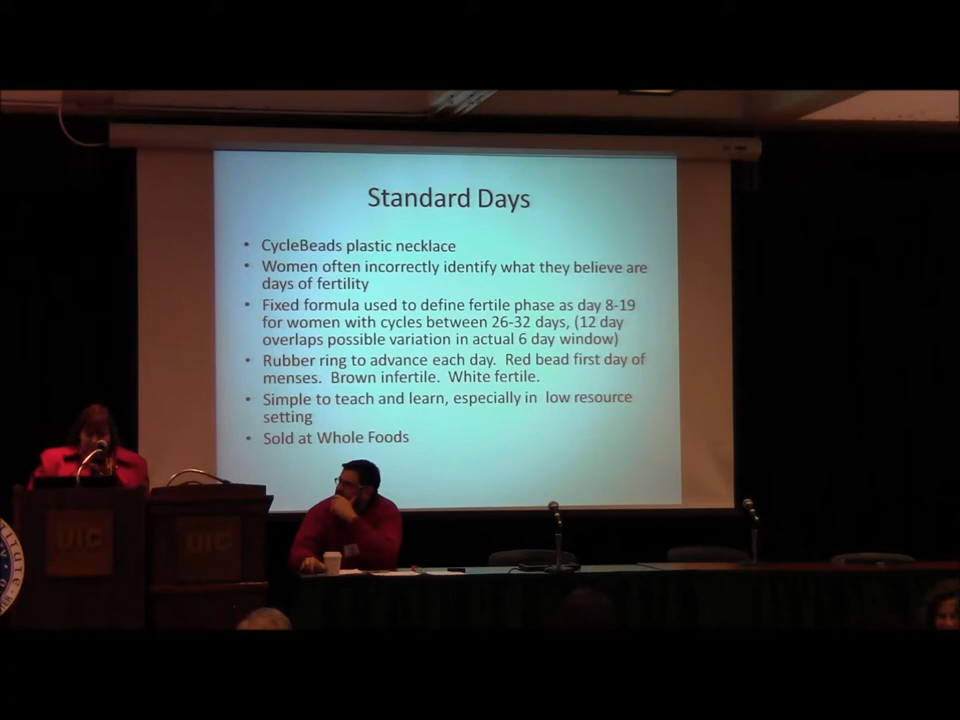 Standard Days
• CycleBeads plastic necklace
• Women often incorrectly identify what they believe are
days of fertility
• Fixed formula used to define fertile phase as day 8-19
for women with cycles between 26-32 days, (12 day
overlaps possible variation in actual 6 day window)
• Rubber ring to advance each day. Red bead first day of
menses. Brown infertile. White fertile.
• Simple to teach and learn, especially in low resource
setting
• Sold at Whole Foods
UIC
UIC